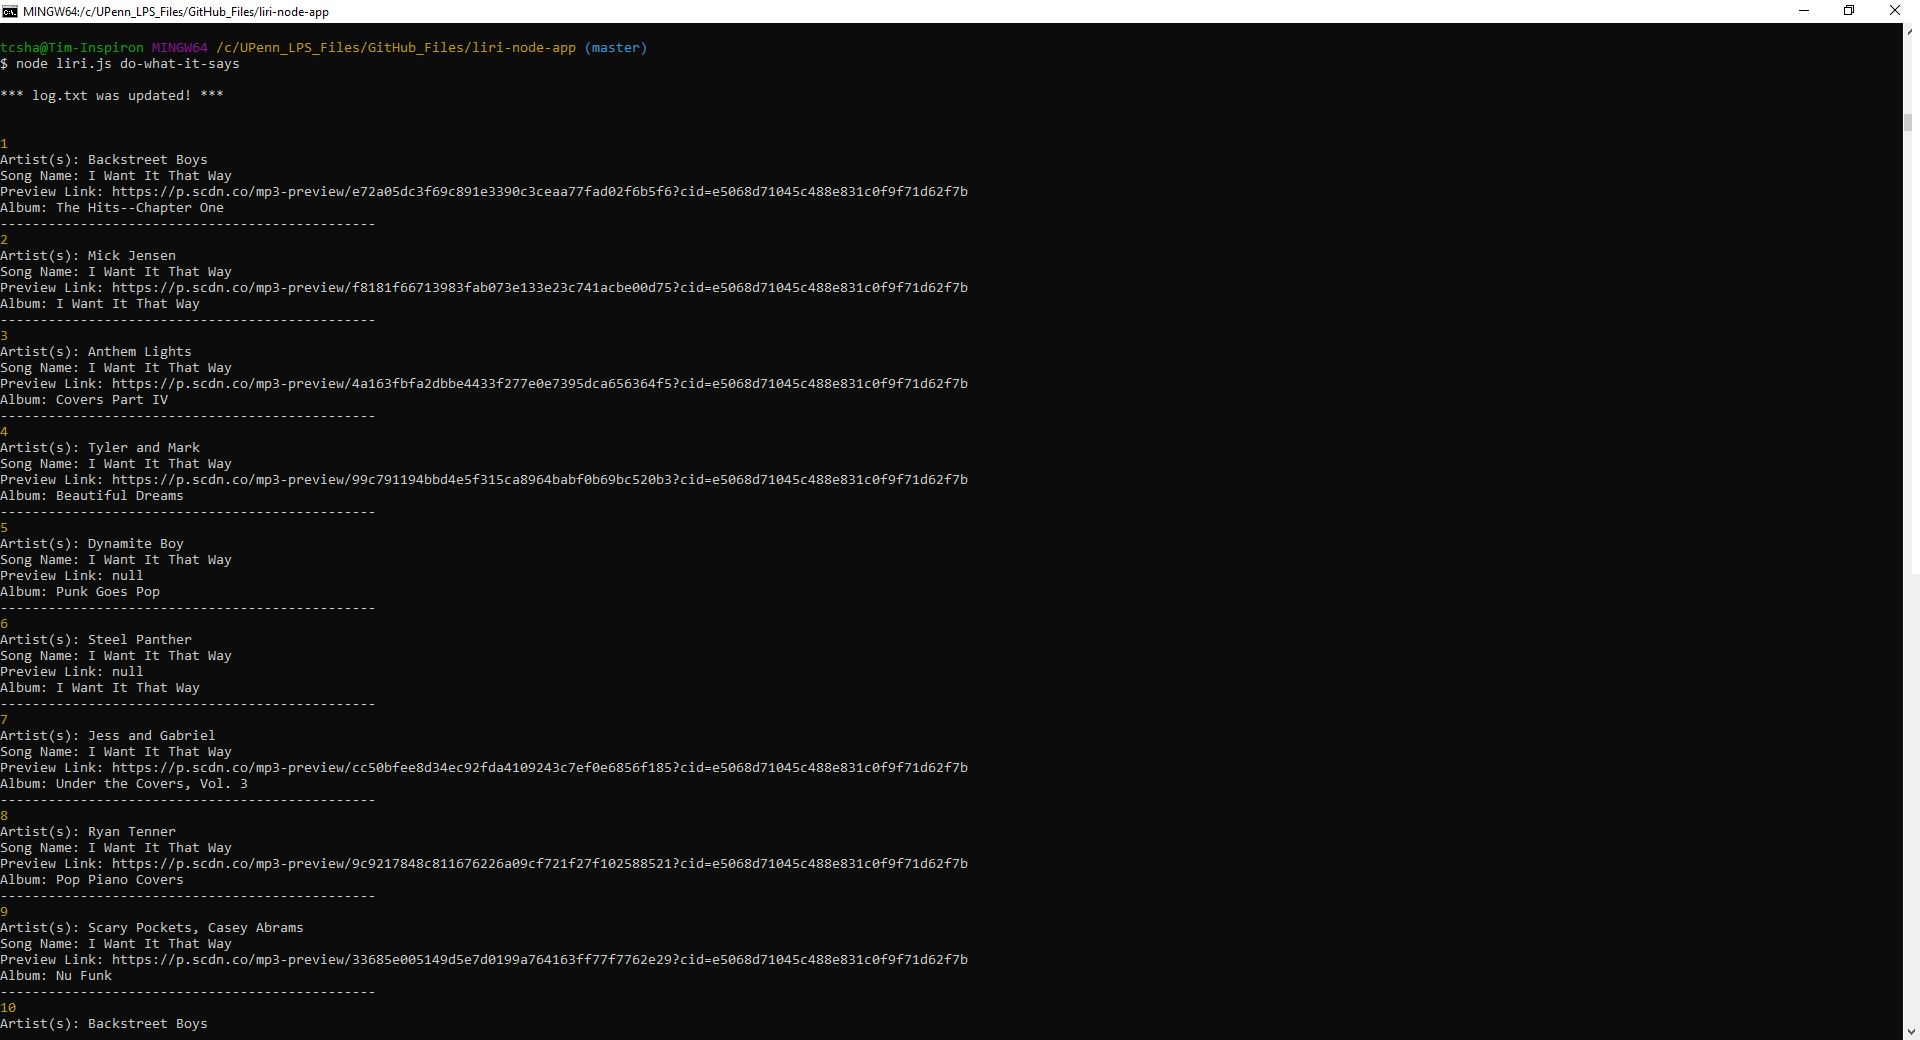 MINGW64:/c/UPenn_LPS_Files/GitHub_Files/liri-node-app
tcsha@Tim-Inspiron MINGW64 /c/UPenn_LPS_Files/GitHub_Files/liri-node-app (master)
$ node liri.js do-what-it-says
*** log.txt was updated! ***
1
Artist(s): Backstreet Boys
Song Name: I Want It That Way
Preview Link: https://p.scdn.co/mp3-preview/e72a05dc3f69c891e3390c3ceaa77fad02f6b5f6?cid=e5068d71045c488e831c0f9f71d62f7b
Album: The Hits--Chapter One
-----------------------------------------------
2
Artist(s): Mick Jensen
Song Name: I Want It That Way
Preview Link: https://p.scdn.co/mp3-preview/f8181f66713983fab073e133e23c741acbe00d75?cid=e5068d71045c488e831c0f9f71d62f7b
Album: I Want It That Way
-----------------------------------------------
3
Artist(s): Anthem Lights
Song Name: I Want It That Way
Preview Link: https://p.scdn.co/mp3-preview/4a163fbfa2dbbe4433f277e0e7395dca656364f5?cid=e5068d71045c488e831c0f9f71d62f7b
Album: Covers Part IV
-----------------------------------------------
4
Artist(s): Tyler and Mark
Song Name: I Want It That Way
Preview Link: https://p.scdn.co/mp3-preview/99c791194bbd4e5f315ca8964babf0b69bc520b3?cid=e5068d71045c488e831c0f9f71d62f7b
Album: Beautiful Dreams
-----------------------------------------------
5
Artist(s): Dynamite Boy
Song Name: I Want It That Way
Preview Link: null
Album: Punk Goes Pop
-----------------------------------------------
6
Artist(s): Steel Panther
Song Name: I Want It That Way
Preview Link: null
Album: I Want It That Way
-----------------------------------------------
7
Artist(s): Jess and Gabriel
Song Name: I Want It That Way
Preview Link: https://p.scdn.co/mp3-preview/cc50bfee8d34ec92fda4109243c7ef0e6856f185?cid=e5068d71045c488e831c0f9f71d62f7b
Album: Under the Covers, Vol. 3
-----------------------------------------------
8
Artist(s): Ryan Tenner
Song Name: I Want It That Way
Preview Link: https://p.scdn.co/mp3-preview/9c9217848c811676226a09cf721f27f102588521?cid=e5068d71045c488e831c0f9f71d62f7b
Album: Pop Piano Covers
-----------------------------------------------
9
Artist(s): Scary Pockets, Casey Abrams
Song Name: I Want It That Way
Preview Link: https://p.scdn.co/mp3-preview/33685e005149d5e7d0199a764163ff77f7762e29?cid=e5068d71045c488e831c0f9f71d62f7b
Album: Nu Funk
-----------------------------------------------
10
Artist(s): Backstreet Boys